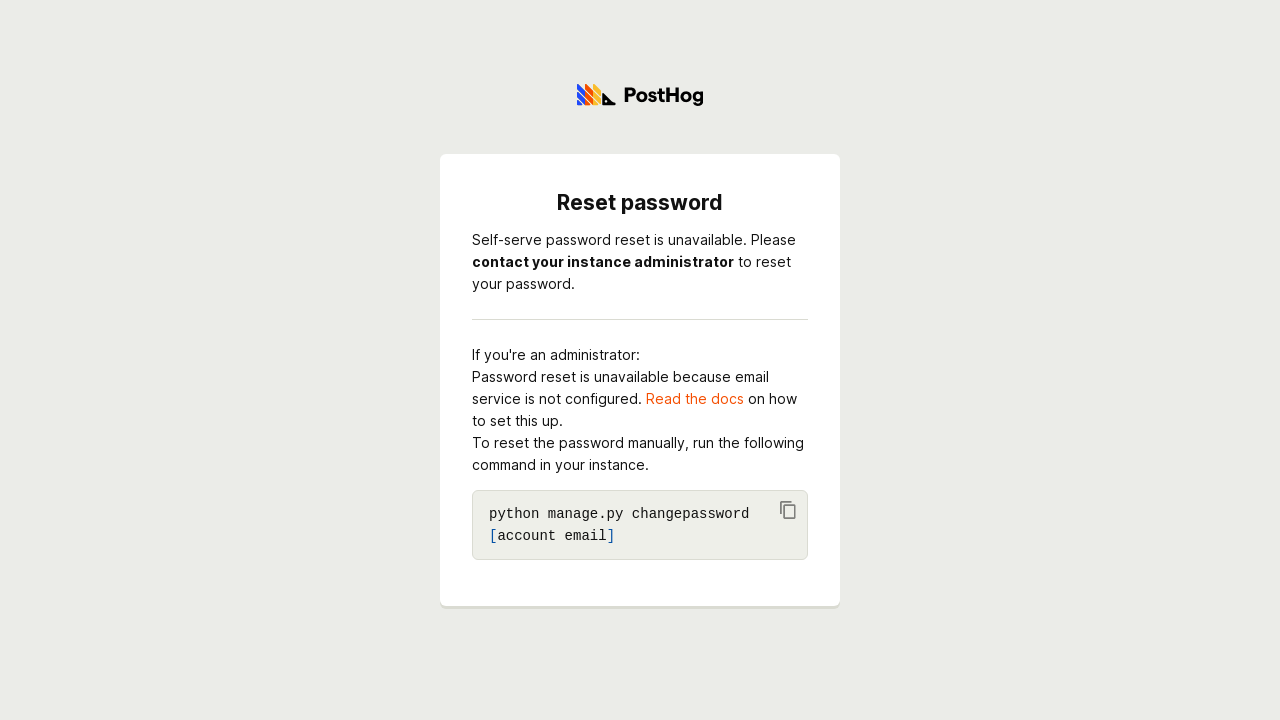 PostHog
Reset password
Self-serve password reset is unavailable. Please
contact your instance administrator to reset
your password.
If you're an administrator:
Password reset is unavailable because email
service is not configured. Read the docs on how
to set this up.
To reset the password manually, run the following
command in your instance.
python manage.py changepassword
[account email]